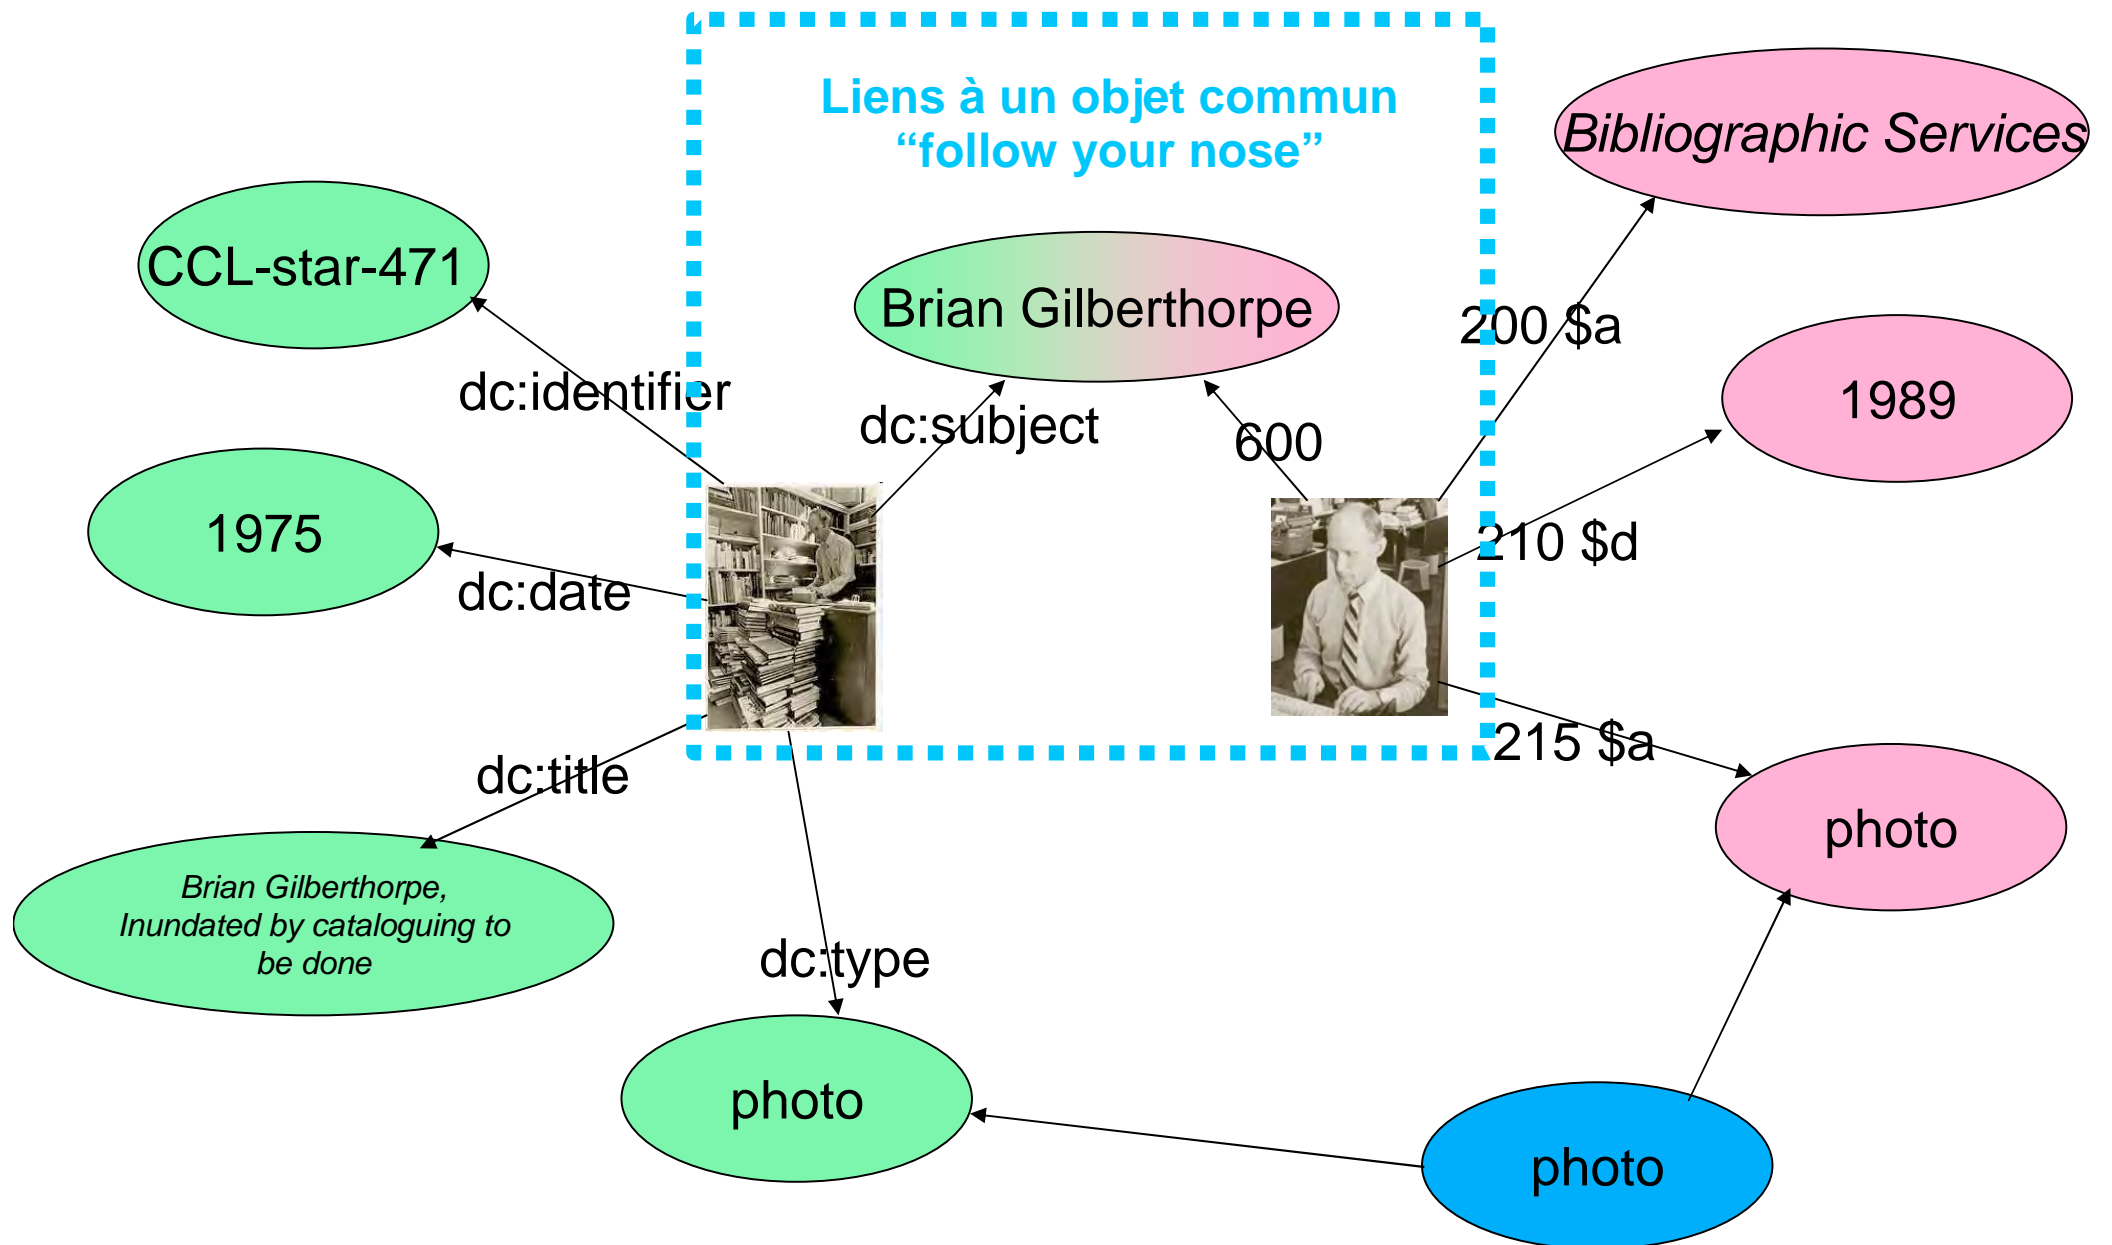 Liens à un objet commun
“follow your nose”
Bibliographic Services
CCL-star-471
Brian Gilberthorpe
200 $a
1989
dc:identifier
dc:subject
600
1975
210 $d
dc:date
215 $a
dc:title
photo
Brian Gilberthorpe,
Inundated by cataloguing to
be done
dc:type
photo
photo